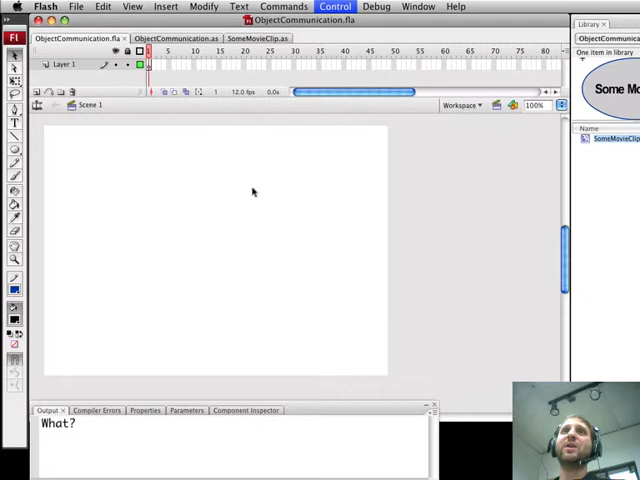 Flash File Edit View Insert Modify Text Commands Control Debug Window Help
ObjectCommunication.fla
Library
ObjectCommunication.fla ObjectCommunication.as SomeMovieClip.as
Fl
1 5 10 15 20 25 30 35 40 45 50 55 60 65 70 75 80
Layer 1
1 12.0 fps 0.0s
Scene 1
Workspace
100%
ObjectCommunic
One item in library
Some Mo
Name
SomeMovieClip
Output Compiler Errors Properties Parameters Component Inspector
What?